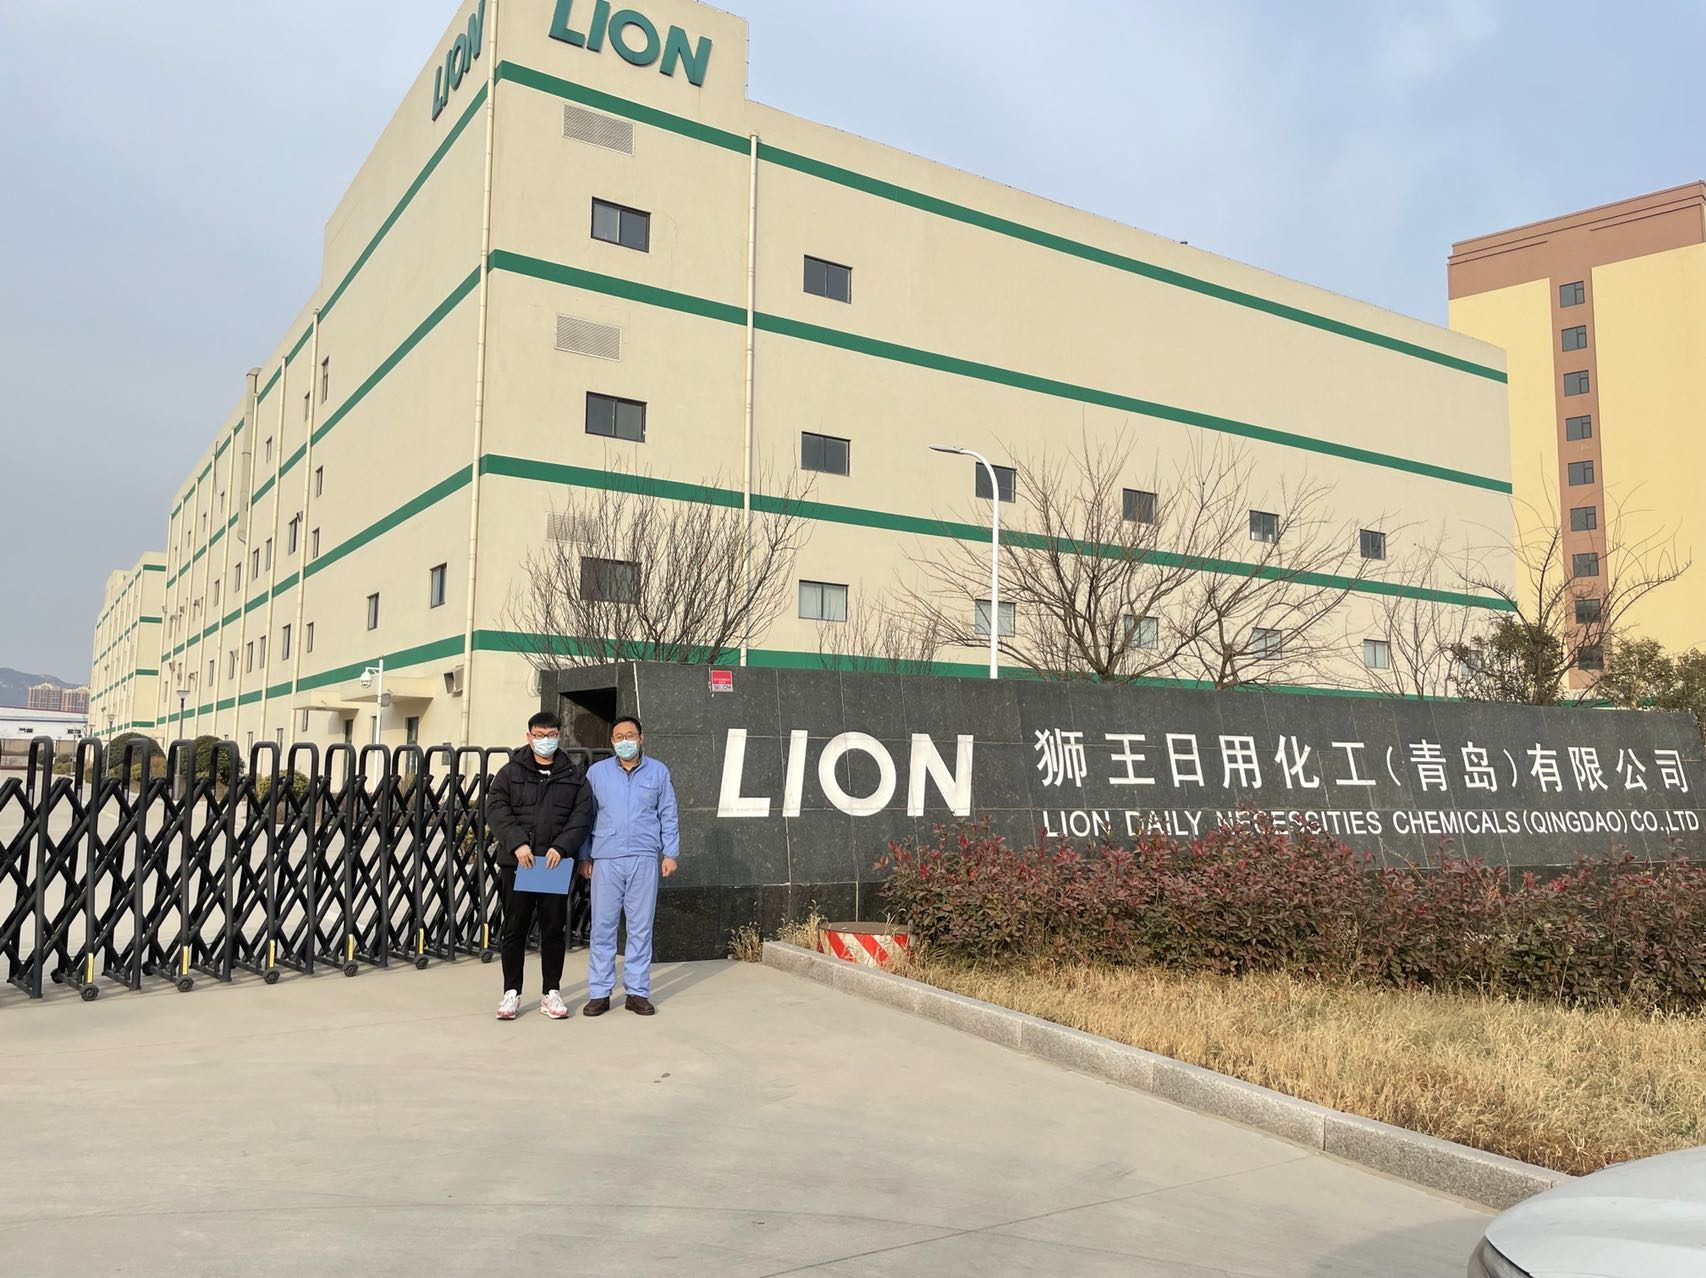 LION
LION
LION
狮王日用化工(青岛)有限公司
LION DAILY NECESSITIES CHEMICALS(QINGDAO)CO.,LTD